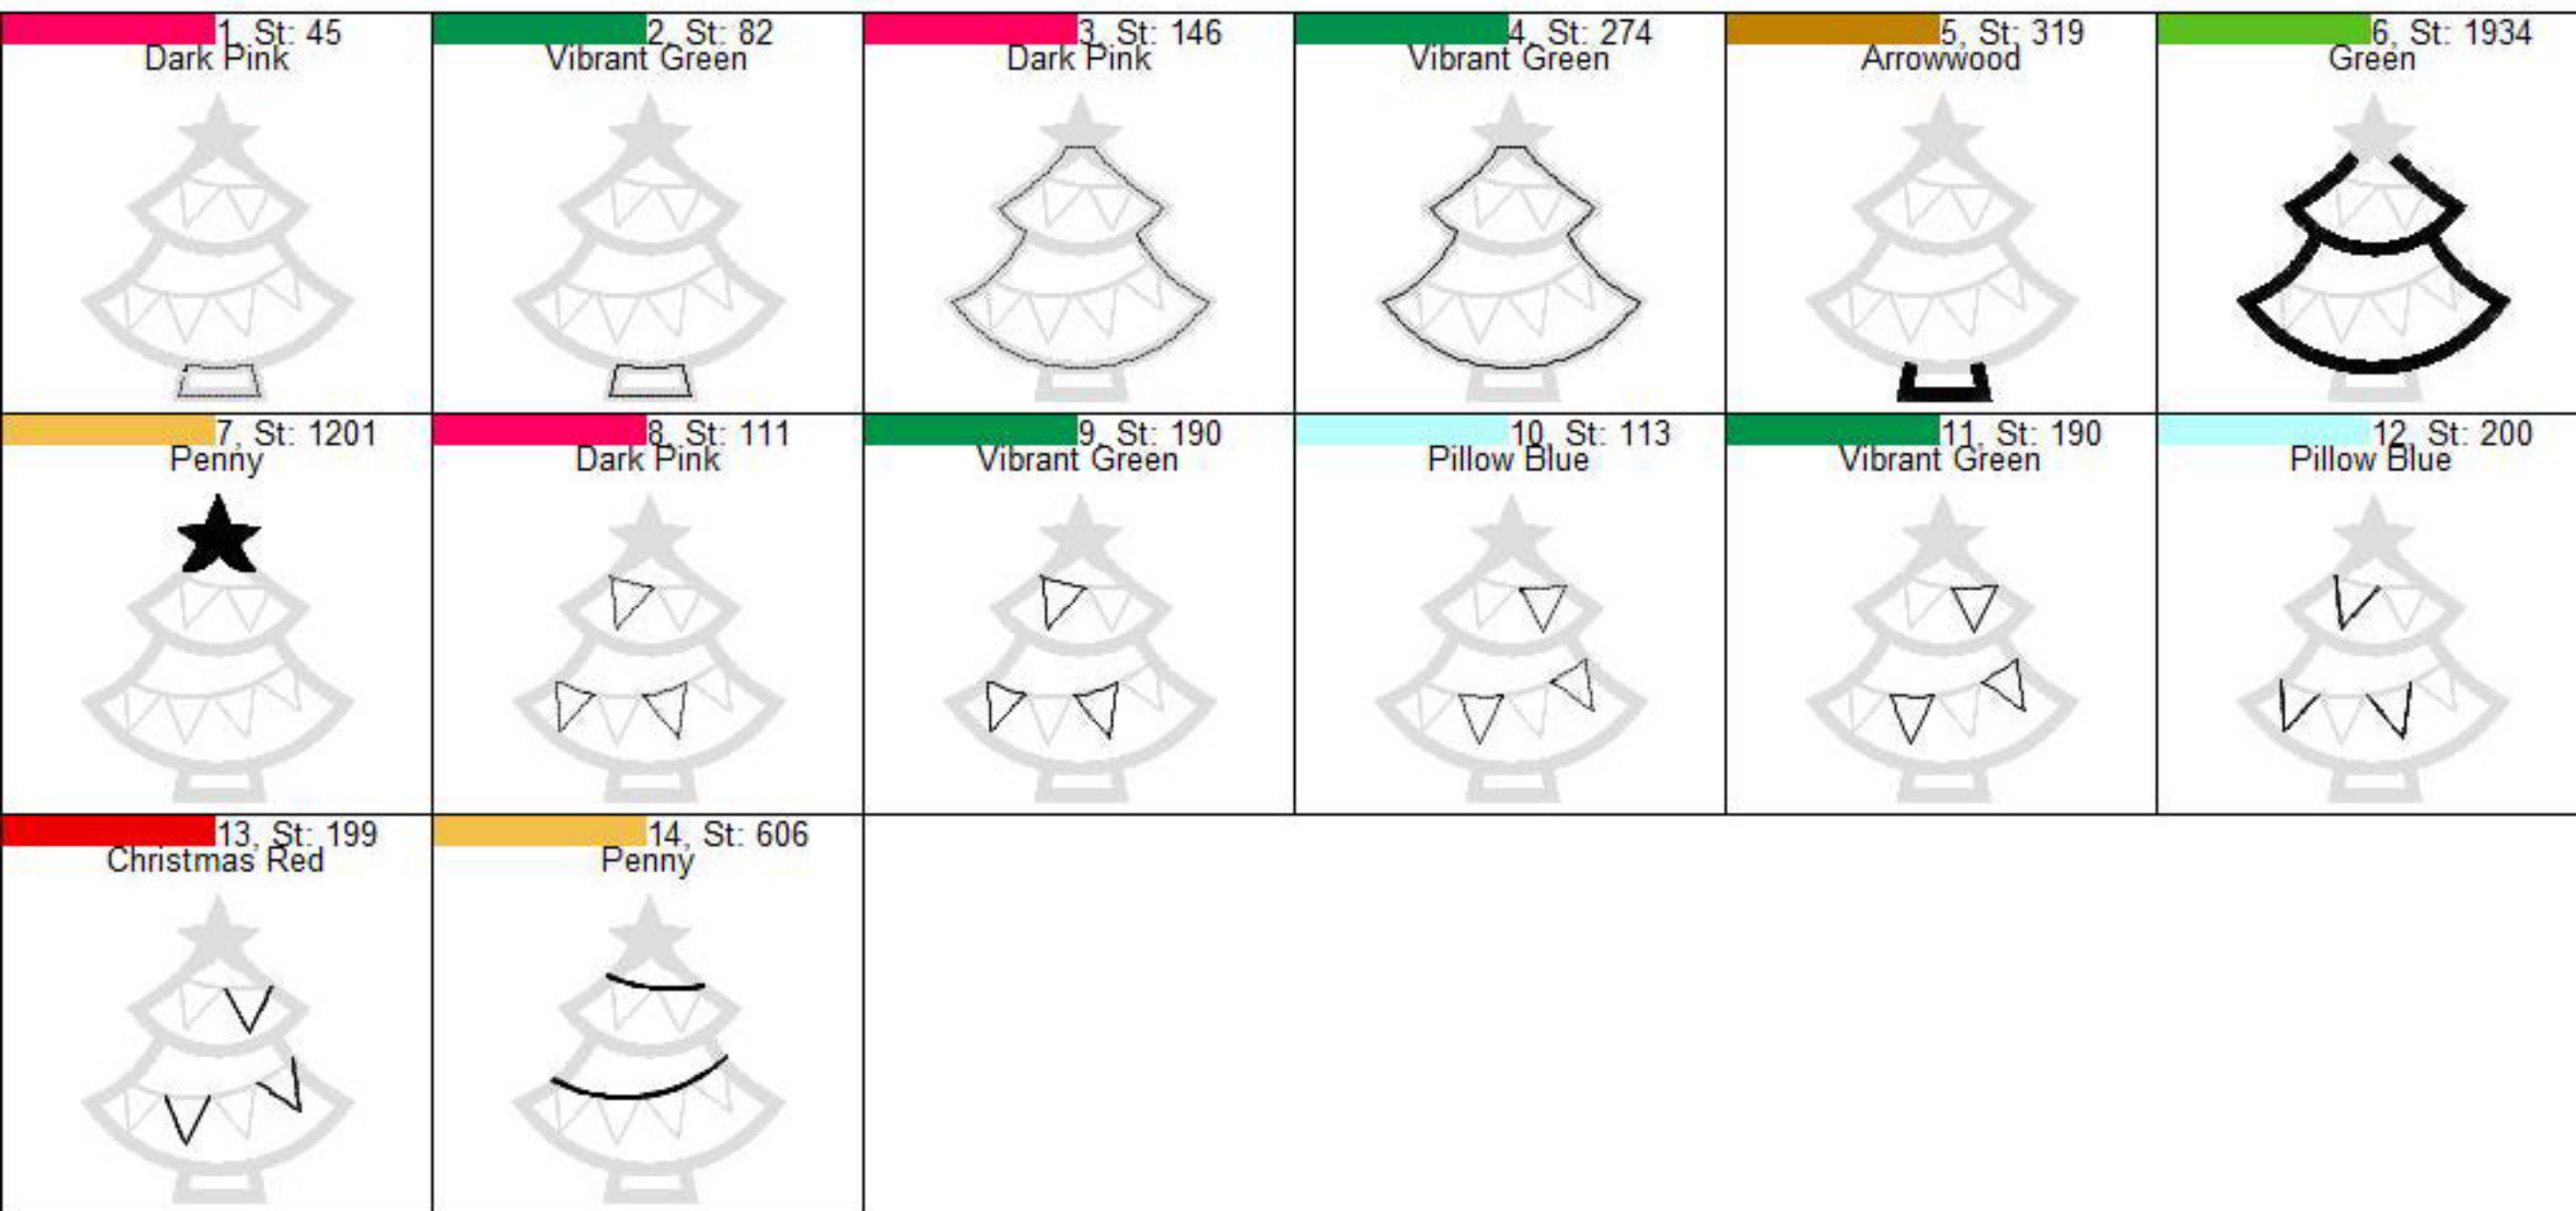 1, St: 45
Dark Pink
2, St: 82
Vibrant Green
3, St: 146
Dark Pink
4, St: 274
Vibrant Green
5, St: 319
Arrowwood
6, St: 1934
Green
7, St: 1201
Penny
8, St: 111
Dark Pink
9, St: 190
Vibrant Green
10, St: 113
Pillow Blue
11, St: 190
Vibrant Green
12, St: 200
Pillow Blue
13, St: 199
Christmas Red
14, St: 606
Penny